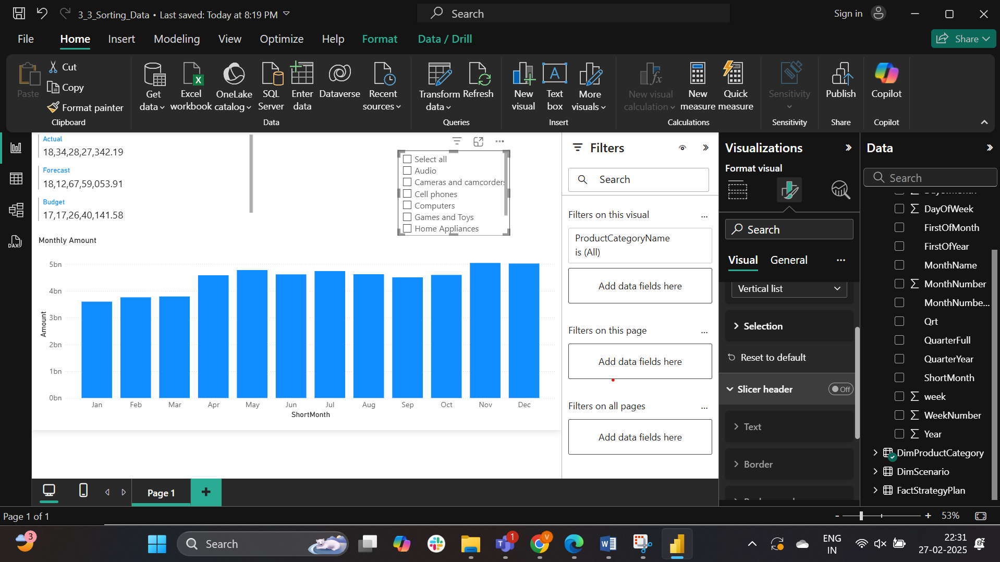 3_3_Sorting_Data • Last saved: Today at 8:19 PM
Search
Sign in
File
Home
Insert
Modeling
View
Optimize
Help
Format
Data / Drill
Share
Paste
Cut
Copy
Format painter
Clipboard
Get data
Excel workbook
OneLake catalog
SQL Server
Enter data
Dataverse
Recent sources
Data
Transform data
Refresh
Queries
New visual
Text box
More visuals
Insert
New visual calculation
New measure
Quick measure
Calculations
Sensitivity
Sensitivity
Publish
Share
Copilot
Copilot
DAX
Actual
18,34,28,27,342.19
Forecast
18,12,67,59,053.91
Budget
17,17,26,40,141.58
Select all
Audio
Cameras and camcorders
Cell phones
Computers
Games and Toys
Home Appliances
Monthly Amount
5bn
4bn
3bn
2bn
1bn
0bn
Amount
Jan
Feb
Mar
Apr
May
Jun
Jul
Aug
Sep
Oct
Nov
Dec
ShortMonth
Filters
Search
Filters on this visual
...
ProductCategoryName
is (All)
Add data fields here
Filters on this page
...
Add data fields here
Filters on all pages
...
Add data fields here
Visualizations
Format visual
Search
Visual
General
Vertical list
Selection
Reset to default
Slicer header
Off
Text
Border
Data
Search
DayOfWeek
FirstOfMonth
FirstOfYear
MonthName
MonthNumber
MonthNumbe...
Qrt
QuarterFull
QuarterYear
ShortMonth
week
WeekNumber
Year
DimProductCategory
DimScenario
FactStrategyPlan
Page 1
Page 1 of 1
53%
3
Search
1
V
ENG
IN
22:31
27-02-2025